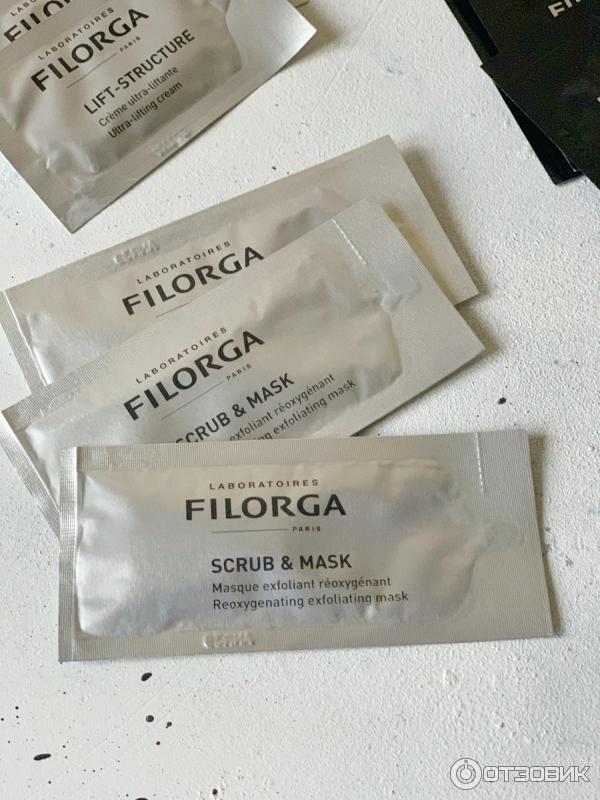 LABORATOIRES
FILORGA
PARIS
LIFT-STRUCTURE
Crème ultra-liftante
Ultra-lifting cream
LABORATOIRES
FILORGA
LABORATOIRES
FILORGA
PARIS
SCRUB & MASK
exfoliant réoxygénant
exfoliating mask
LABORATOIRES
FILORGA
PARIS
SCRUB & MASK
Masque exfoliant réoxygénant
Reoxygenating exfoliating mask
ОТЗОВИК